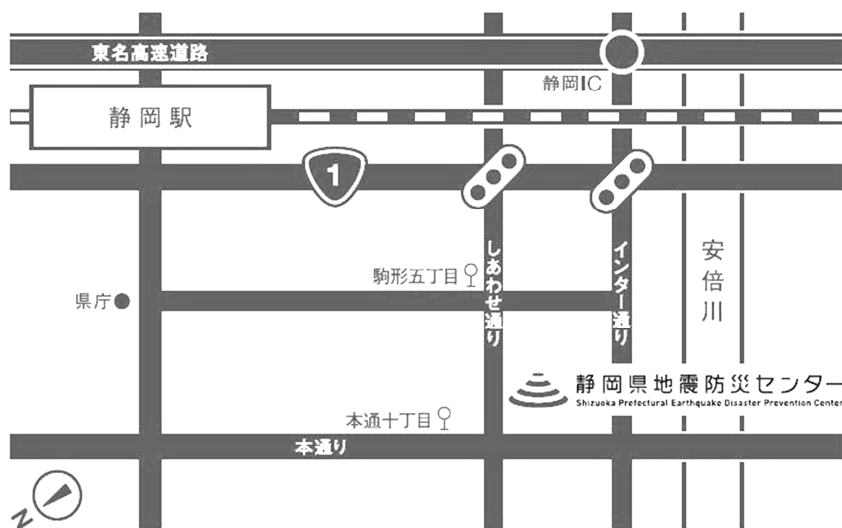 東名高速道路
静岡IC
静岡駅
1
しあわせ通り
インター通り
安倍川
駒形五丁目
県庁
静岡県地震防災センター
Shizuoka Prefectural Earthquake Disaster Prevention Center
本通十丁目
本通り
N